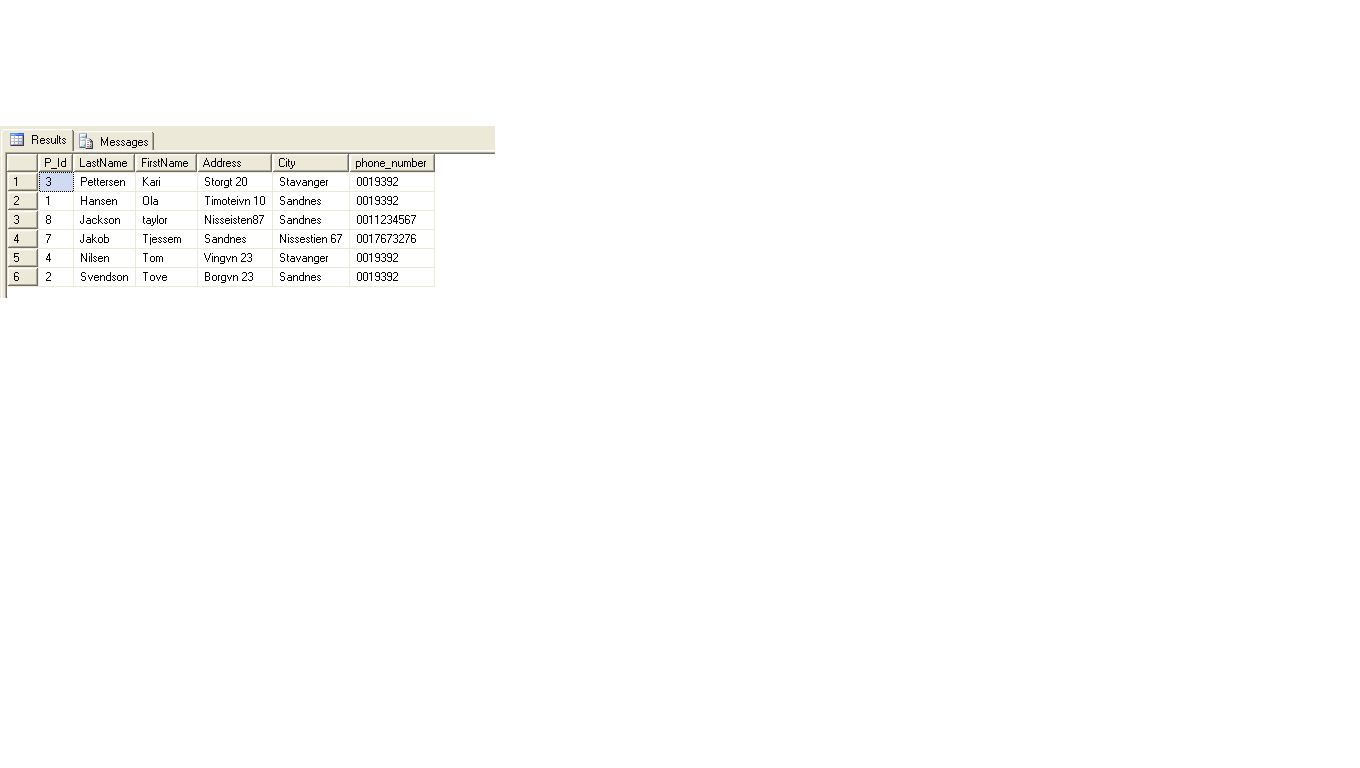 Results Messages
P_Id LastName FirstName Address City phone_number
1 3 Pettersen Kari Storgt 20 Stavanger 0019392
2 1 Hansen Ola Timoteivn 10 Sandnes 0019392
3 8 Jackson taylor Nisseisten87 Sandnes 0011234567
4 7 Jakob Tjessem Sandnes Nissestien 67 0017673276
5 4 Nilsen Tom Vingvn 23 Stavanger 0019392
6 2 Svendson Tove Borgvn 23 Sandnes 0019392